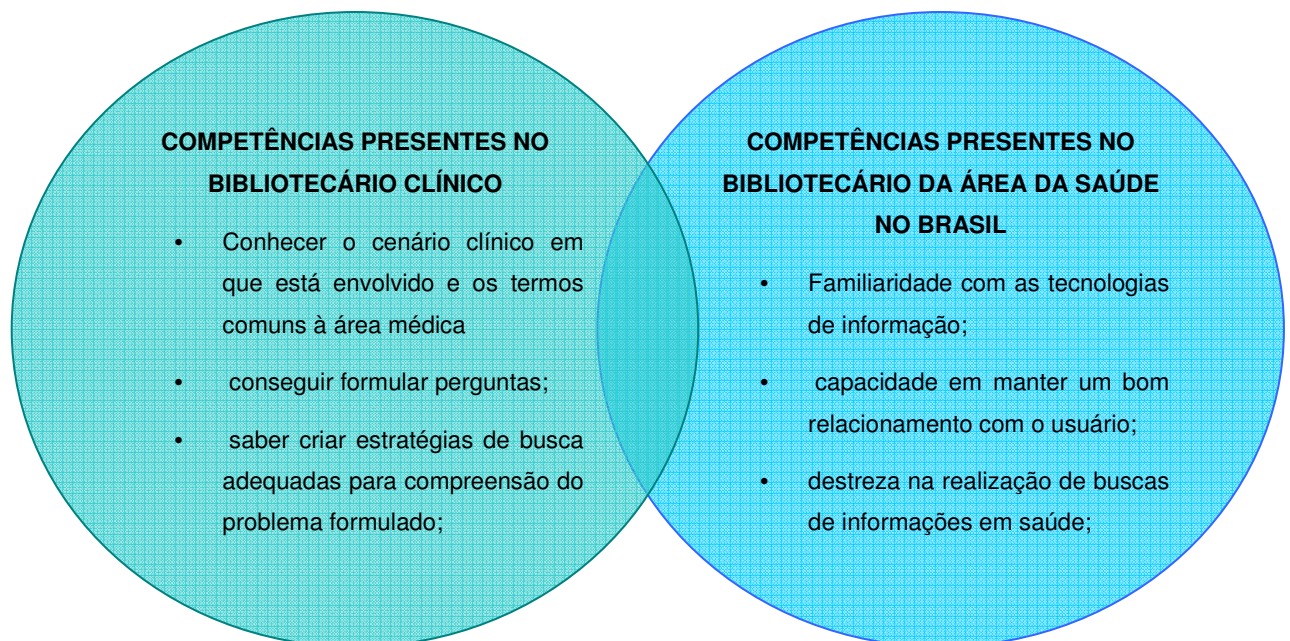 COMPETÊNCIAS PRESENTES NO
BIBLIOTECÁRIO CLÍNICO
• Conhecer o cenário clínico em
que está envolvido e os termos
comuns à área médica
• conseguir formular perguntas;
• saber criar estratégias de busca
adequadas para compreensão do
problema formulado;
COMPETÊNCIAS PRESENTES NO
BIBLIOTECÁRIO DA ÁREA DA SAÚDE
NO BRASIL
• Familiaridade com as tecnologias
de informação;
• capacidade em manter um bom
relacionamento com o usuário;
• destreza na realização de buscas
de informações em saúde;